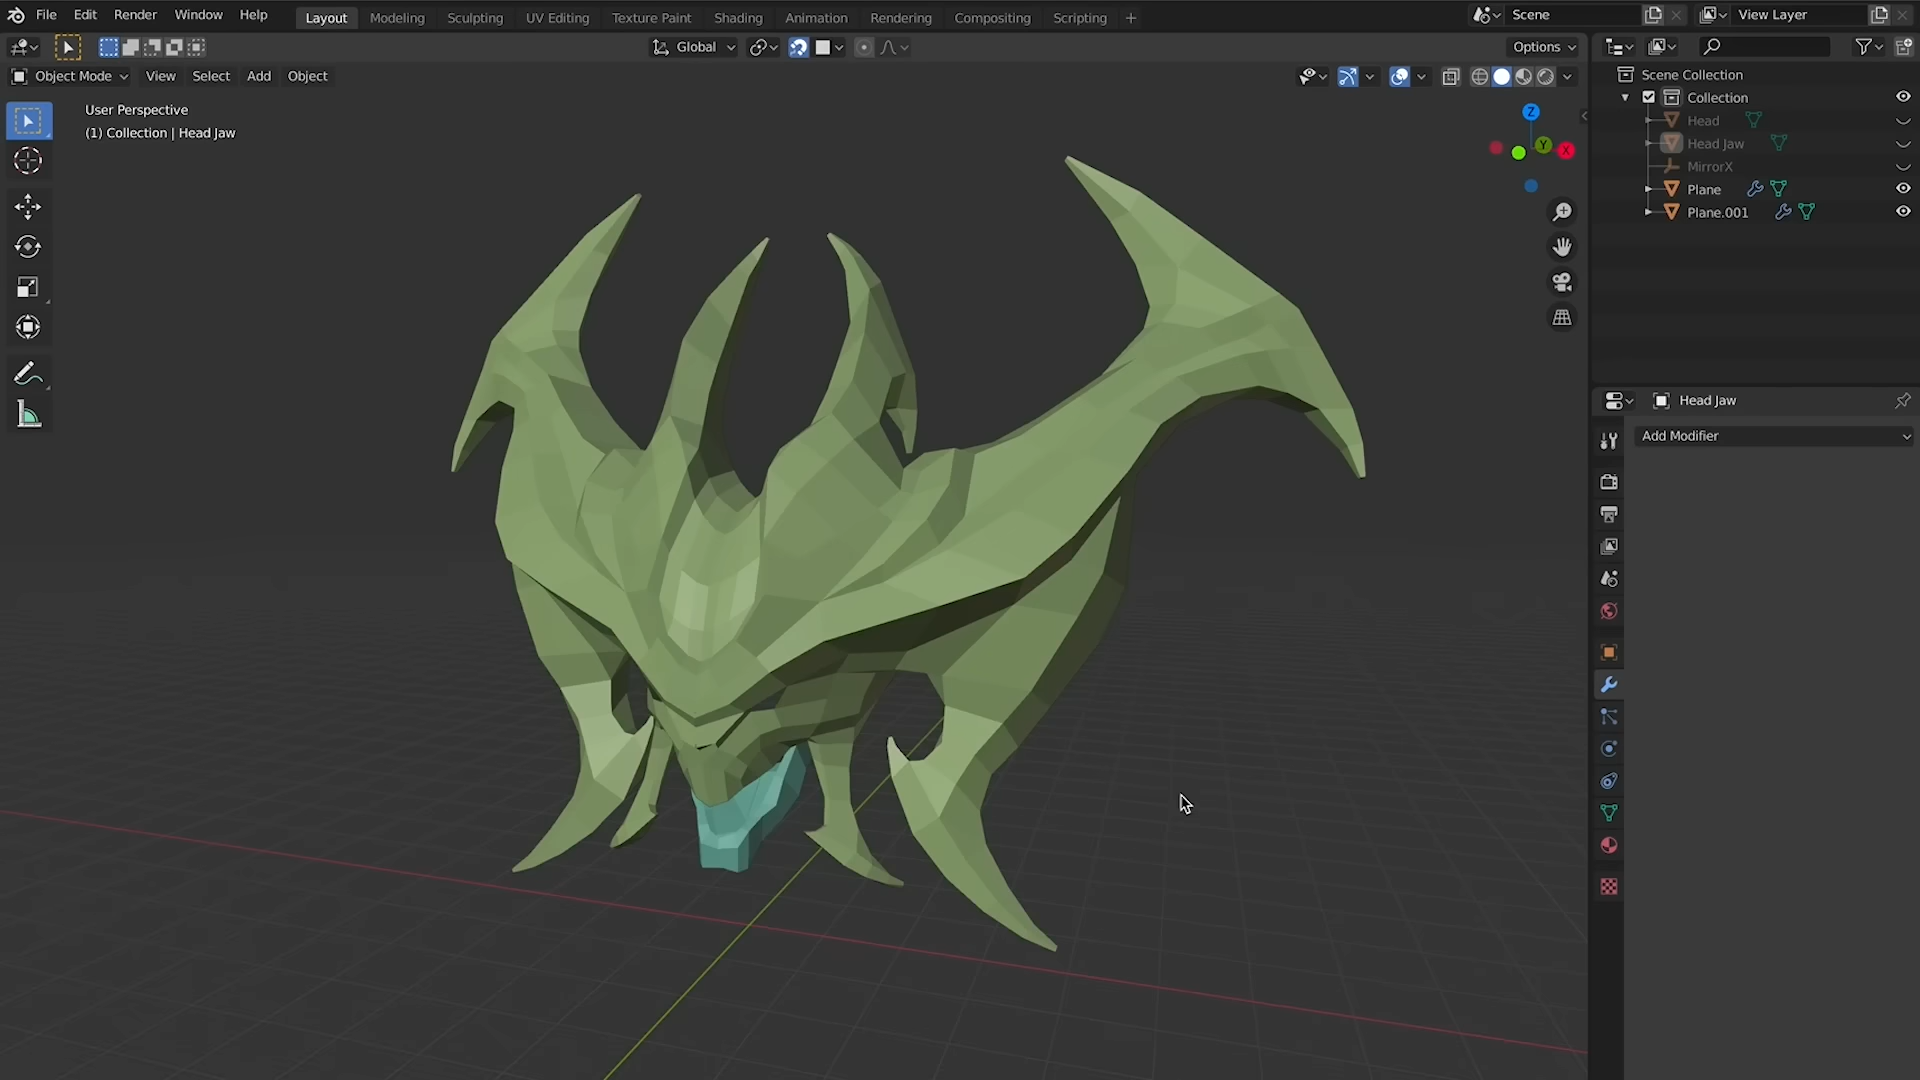 File Edit Render Window Help Layout Modeling Sculpting UV Editing Texture Paint Shading Animation Rendering Compositing Scripting + Scene View Layer
Global Options
Object Mode View Select Add Object
User Perspective
(1) Collection | Head Jaw
Z
Y
X
Scene Collection
Collection
Head
Head Jaw
MirrorX
Plane
Plane.001
Head Jaw
Add Modifier